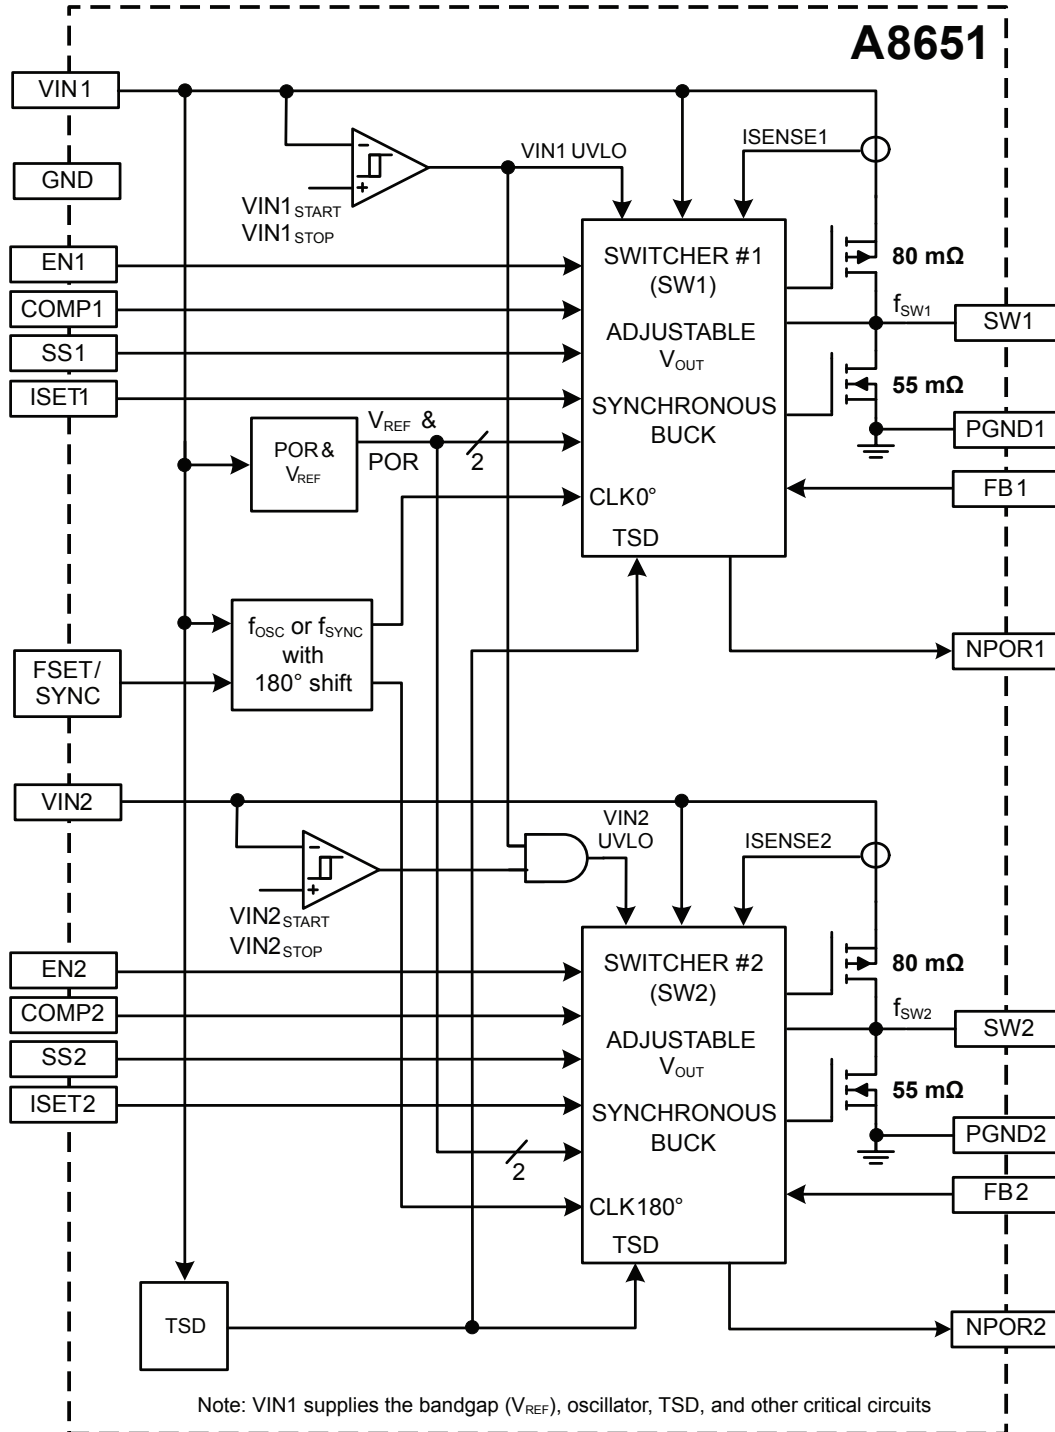 A8651
VIN1
GND
EN1
COMP1
SS1
ISET1
FSET/
SYNC
VIN2
EN2
COMP2
SS2
ISET2
−
+
VIN1START
VIN1STOP
VIN1 UVLO
ISENSE1
SWITCHER #1
(SW1)
ADJUSTABLE
VOUT
SYNCHRONOUS
BUCK
CLK0°
TSD
80 mΩ
fSW1
SW1
55 mΩ
PGND1
FB1
NPOR1
POR &
VREF
VREF &
POR
2
fOSC or fSYNC
with
180° shift
−
+
VIN2START
VIN2STOP
VIN2
UVLO
ISENSE2
SWITCHER #2
(SW2)
ADJUSTABLE
VOUT
SYNCHRONOUS
BUCK
2
CLK180°
TSD
80 mΩ
fSW2
SW2
55 mΩ
PGND2
FB2
NPOR2
TSD
Note: VIN1 supplies the bandgap (VREF), oscillator, TSD, and other critical circuits